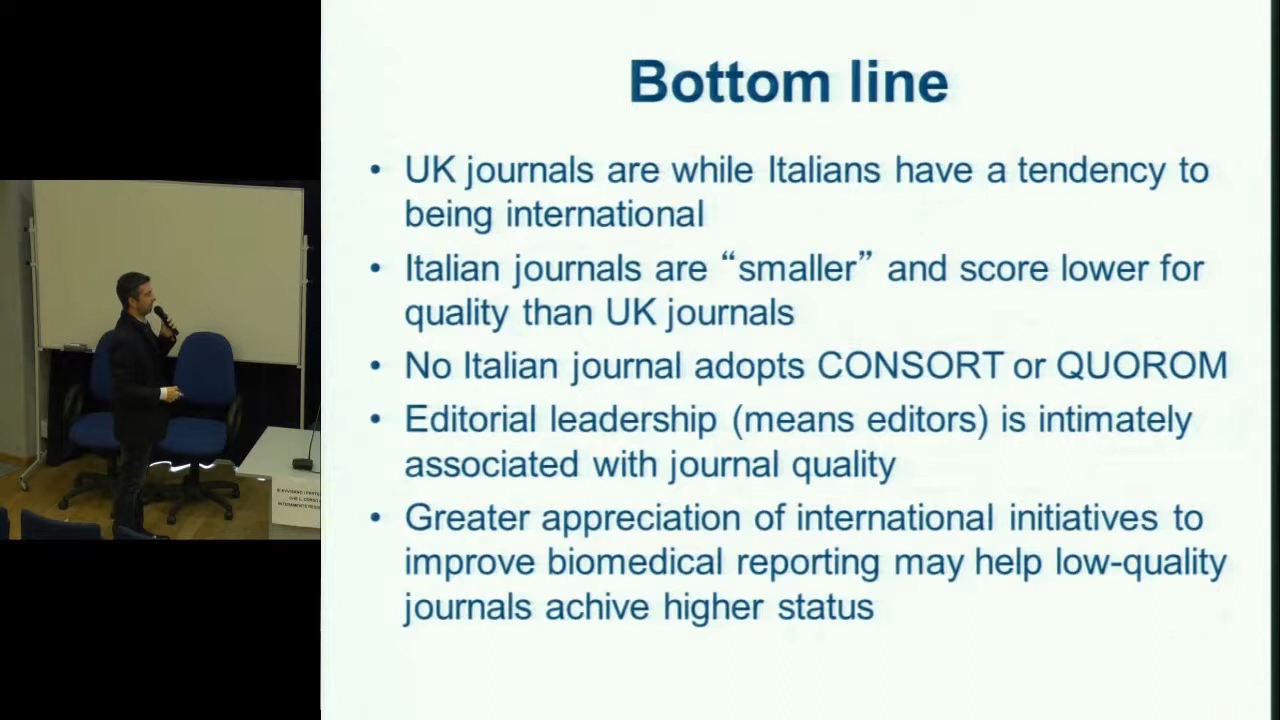 Bottom line
• UK journals are while Italians have a tendency to
being international
• Italian journals are “smaller” and score lower for
quality than UK journals
• No Italian journal adopts CONSORT or QUOROM
• Editorial leadership (means editors) is intimately
associated with journal quality
• Greater appreciation of international initiatives to
improve biomedical reporting may help low-quality
journals achive higher status